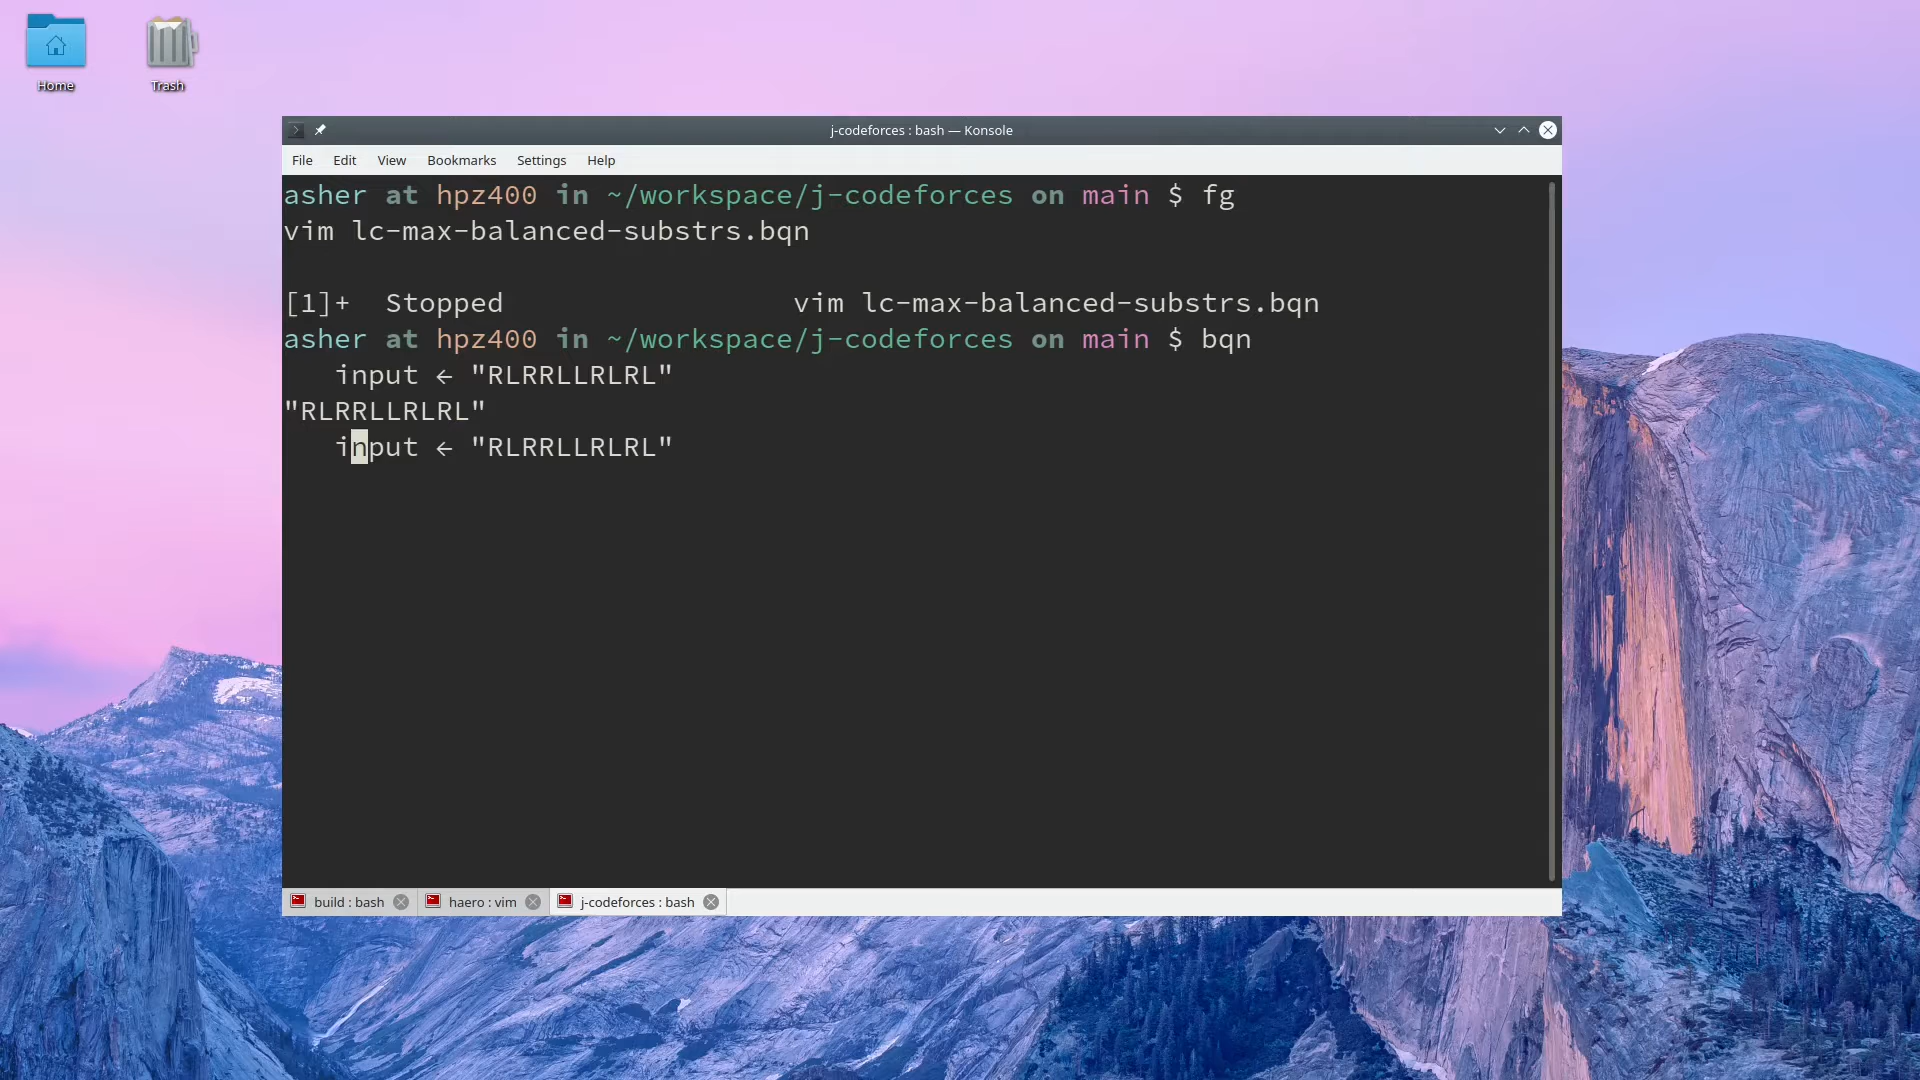 Home
Trash
j-codeforces : bash — Konsole
File Edit View Bookmarks Settings Help
asher at hpz400 in ~/workspace/j-codeforces on main $ fg
vim lc-max-balanced-substrs.bqn
[1]+ Stopped vim lc-max-balanced-substrs.bqn
asher at hpz400 in ~/workspace/j-codeforces on main $ bqn
input ← "RLRRLLRLRL"
"RLRRLLRLRL"
input ← "RLRRLLRLRL"
build : bash
haero : vim
j-codeforces : bash